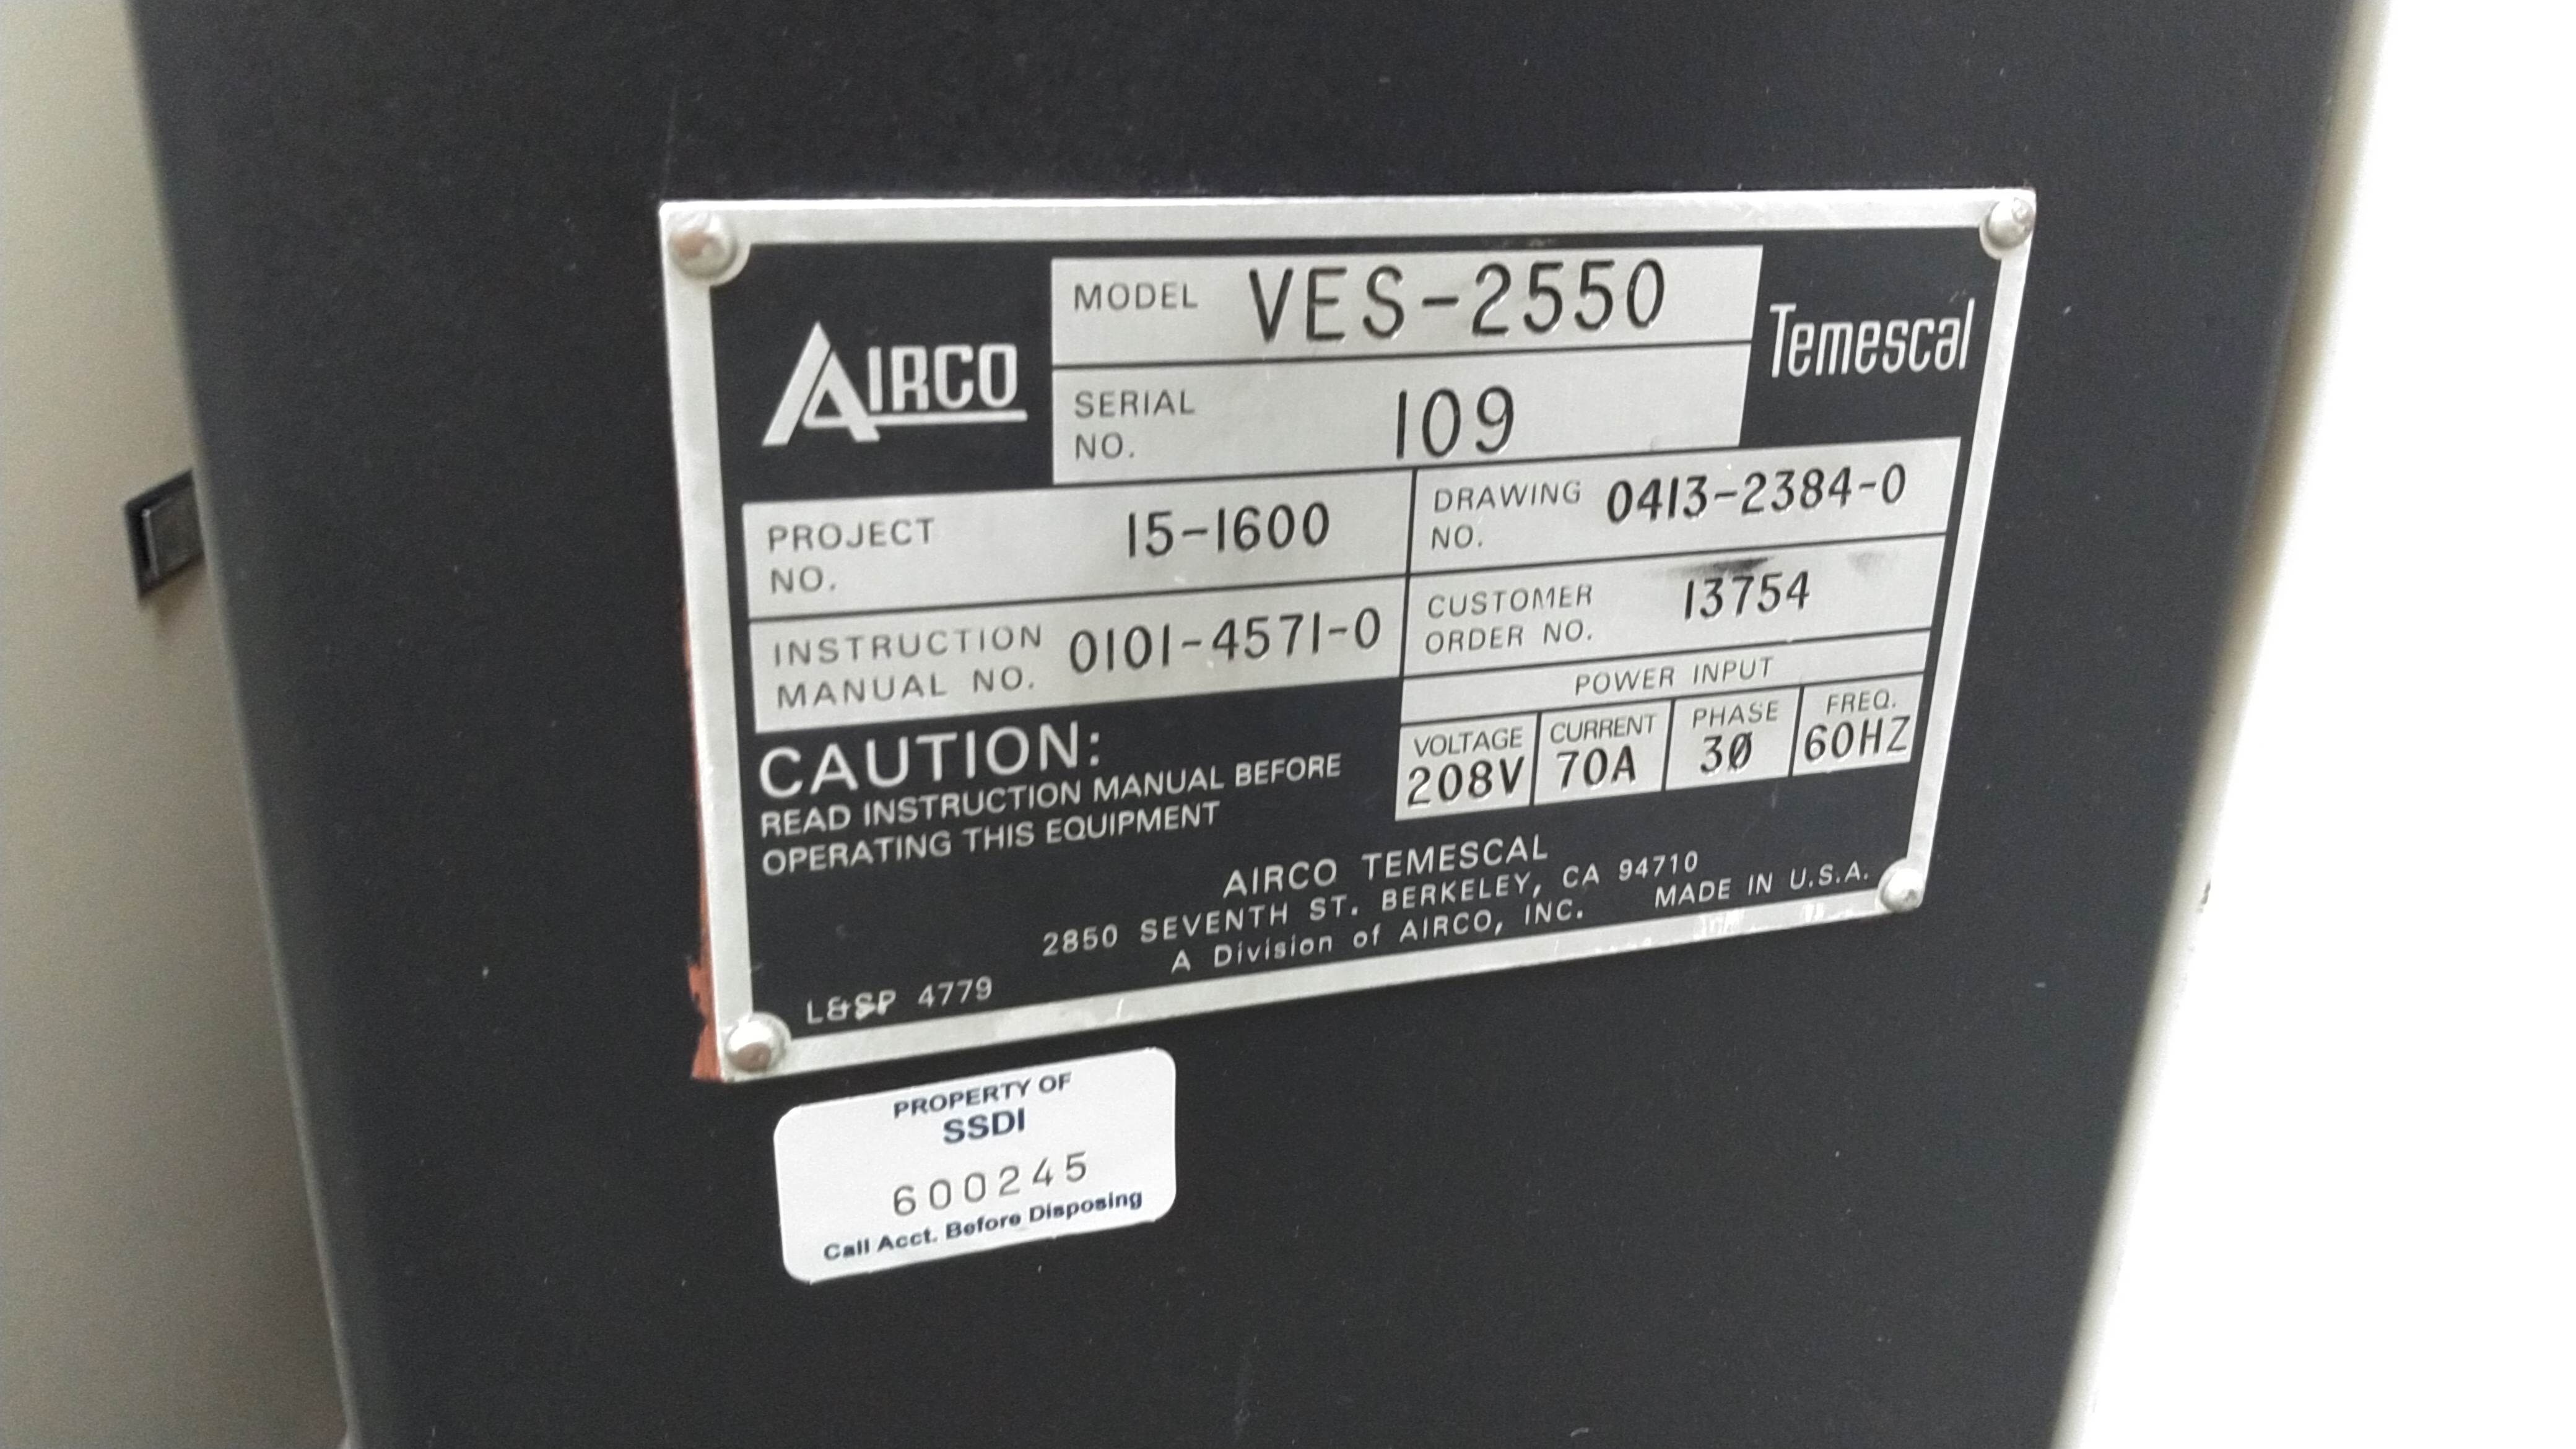 AIRCO
MODEL VES-2550
Temescal
SERIAL NO. 109
PROJECT NO. 15-1600
DRAWING NO. 0413-2384-0
INSTRUCTION MANUAL NO. 0101-4571-0
CUSTOMER ORDER NO. 13754
POWER INPUT
VOLTAGE CURRENT PHASE FREQ.
208V 70A 3Ø 60HZ
CAUTION:
READ INSTRUCTION MANUAL BEFORE
OPERATING THIS EQUIPMENT
AIRCO TEMESCAL
2850 SEVENTH ST. BERKELEY, CA 94710
A Division of AIRCO, INC. MADE IN U.S.A.
L&SP 4779
PROPERTY OF
SSDI
600245
Call Acct. Before Disposing